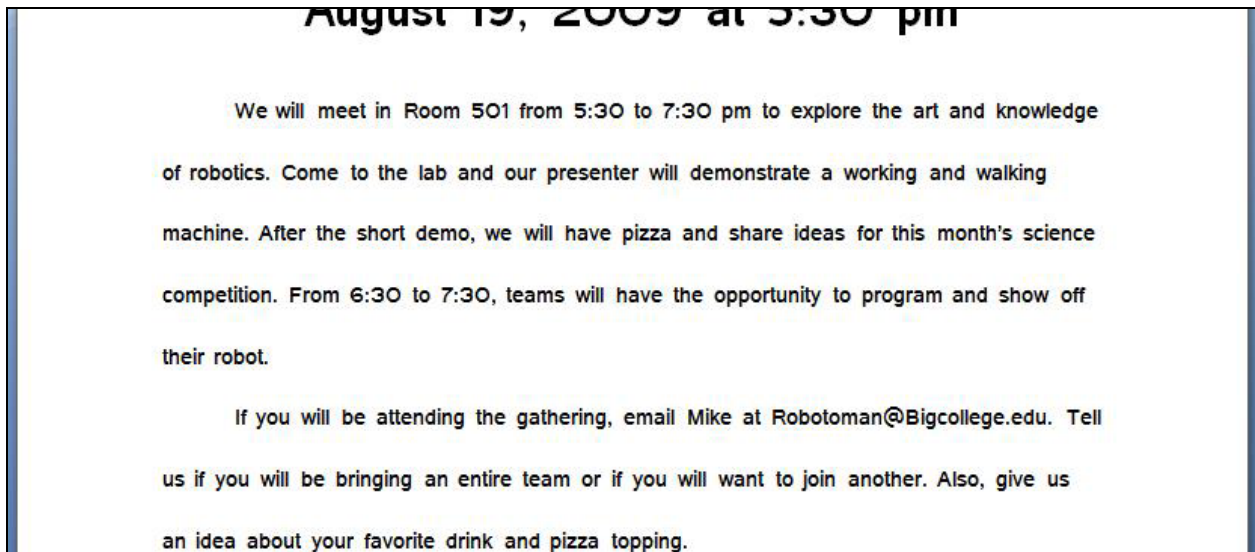 August 19, 2009 at 5:30 pm
We will meet in Room 501 from 5:30 to 7:30 pm to explore the art and knowledge
of robotics. Come to the lab and our presenter will demonstrate a working and walking
machine. After the short demo, we will have pizza and share ideas for this month's science
competition. From 6:30 to 7:30, teams will have the opportunity to program and show off
their robot.
If you will be attending the gathering, email Mike at Robotoman@Bigcollege.edu. Tell
us if you will be bringing an entire team or if you will want to join another. Also, give us
an idea about your favorite drink and pizza topping.